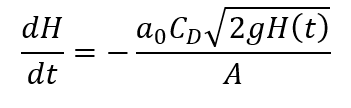 dH/dt = − a₀C_D√(2gH(t)) / A